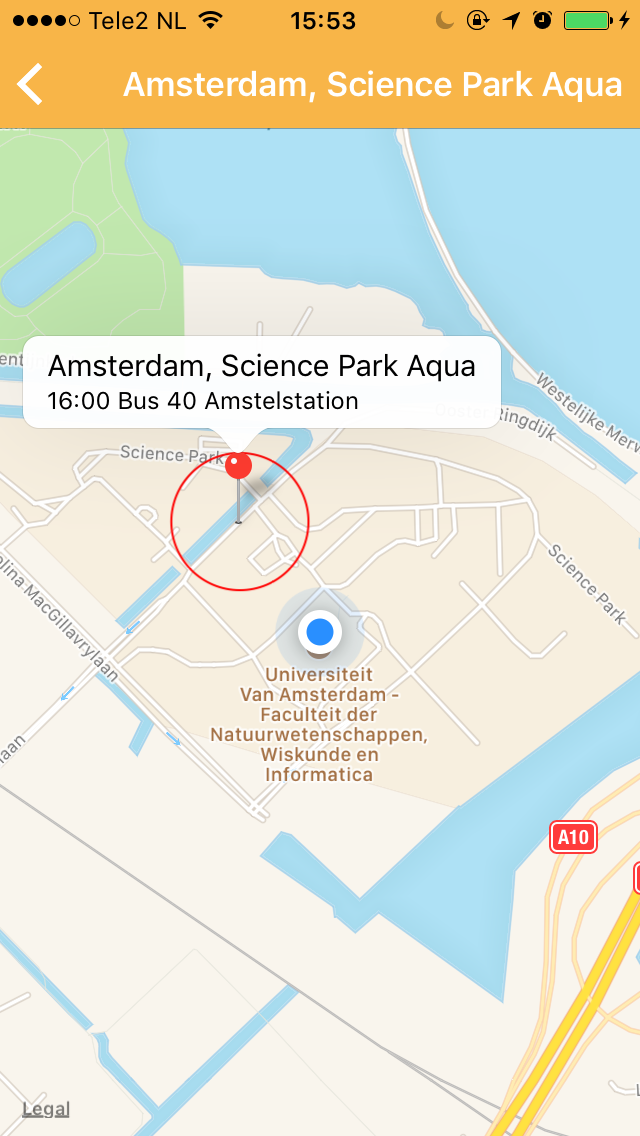 Tele2 NL
15:53
Amsterdam, Science Park Aqua
Amsterdam, Science Park Aqua
16:00 Bus 40 Amstelstation
Ringdijk
Westelijke Merw
Science Park
Science Park
olina MacGillavrylaan
laan
Universiteit
Van Amsterdam -
Faculteit der
Natuurwetenschappen,
Wiskunde en
Informatica
A10
Legal